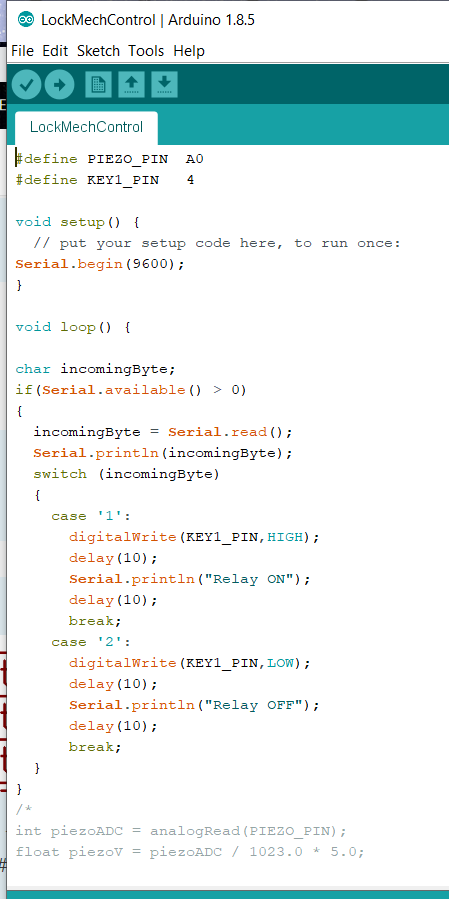 LockMechControl | Arduino 1.8.5
File Edit Sketch Tools Help
LockMechControl
#define PIEZO_PIN  A0
#define KEY1_PIN   4

void setup() {
  // put your setup code here, to run once:
Serial.begin(9600);
}

void loop() {

char incomingByte;
if(Serial.available() > 0)
{
  incomingByte = Serial.read();
  Serial.println(incomingByte);
  switch (incomingByte)
  {
    case '1':
      digitalWrite(KEY1_PIN,HIGH);
      delay(10);
      Serial.println("Relay ON");
      delay(10);
      break;
    case '2':
      digitalWrite(KEY1_PIN,LOW);
      delay(10);
      Serial.println("Relay OFF");
      delay(10);
      break;
  }
}
/*
int piezoADC = analogRead(PIEZO_PIN);
float piezoV = piezoADC / 1023.0 * 5.0;